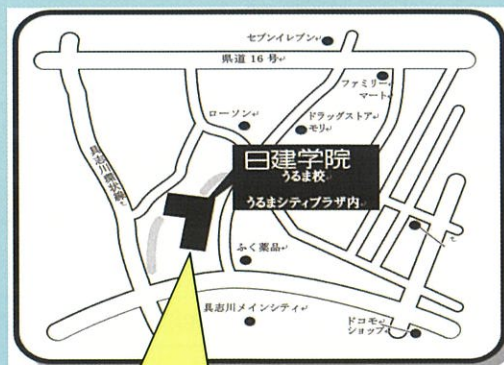 セブンイレブン
県道 16 号
ファミリー
マート
ローソン
ドラッグストア
モリ
具志川環状線
日建学院
うるま校
うるまシティプラザ内
ふく薬品
具志川メインシティ
ドコモ
ショップ